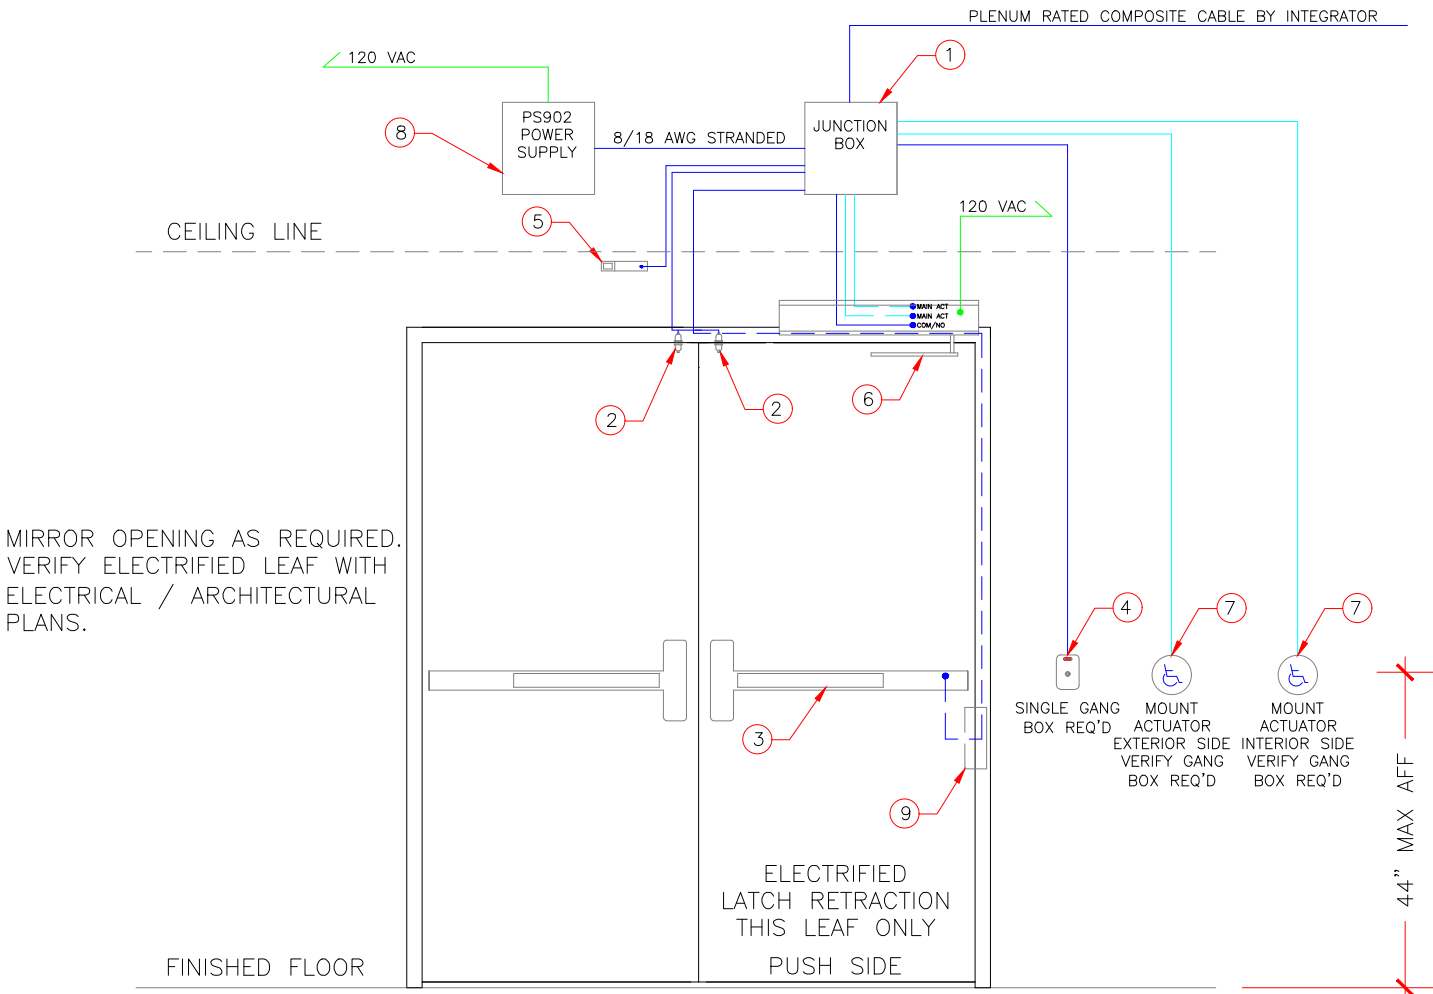 PLENUM RATED COMPOSITE CABLE BY INTEGRATOR
120 VAC
1
PS902
POWER
SUPPLY
8
8/18 AWG STRANDED
JUNCTION
BOX
120 VAC
5
CEILING LINE
MAIN ACT
MAIN ACT
COM/NO
2
2
6
MIRROR OPENING AS REQUIRED.
VERIFY ELECTRIFIED LEAF WITH
ELECTRICAL / ARCHITECTURAL
PLANS.
4
7
7
SINGLE GANG
BOX REQ'D
MOUNT
ACTUATOR
EXTERIOR SIDE
VERIFY GANG
BOX REQ'D
MOUNT
ACTUATOR
INTERIOR SIDE
VERIFY GANG
BOX REQ'D
3
9
44" MAX AFF
ELECTRIFIED
LATCH RETRACTION
THIS LEAF ONLY
PUSH SIDE
FINISHED FLOOR